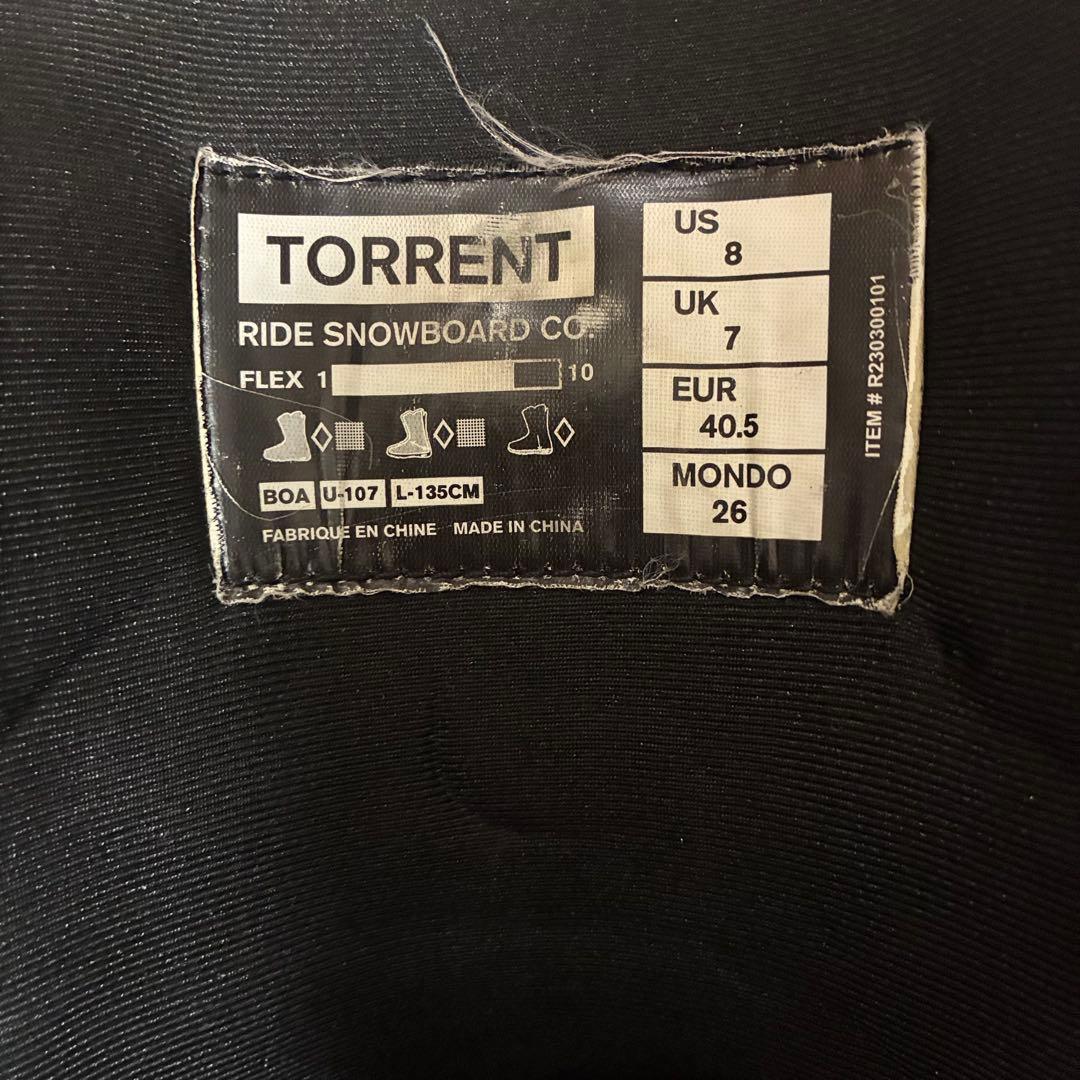 TORRENT
RIDE SNOWBOARD CO.
FLEX 1 10
BOA U-107 L-135CM
FABRIQUE EN CHINE MADE IN CHINA
US
8
UK
7
EUR
40.5
MONDO
26
ITEM # R230300101